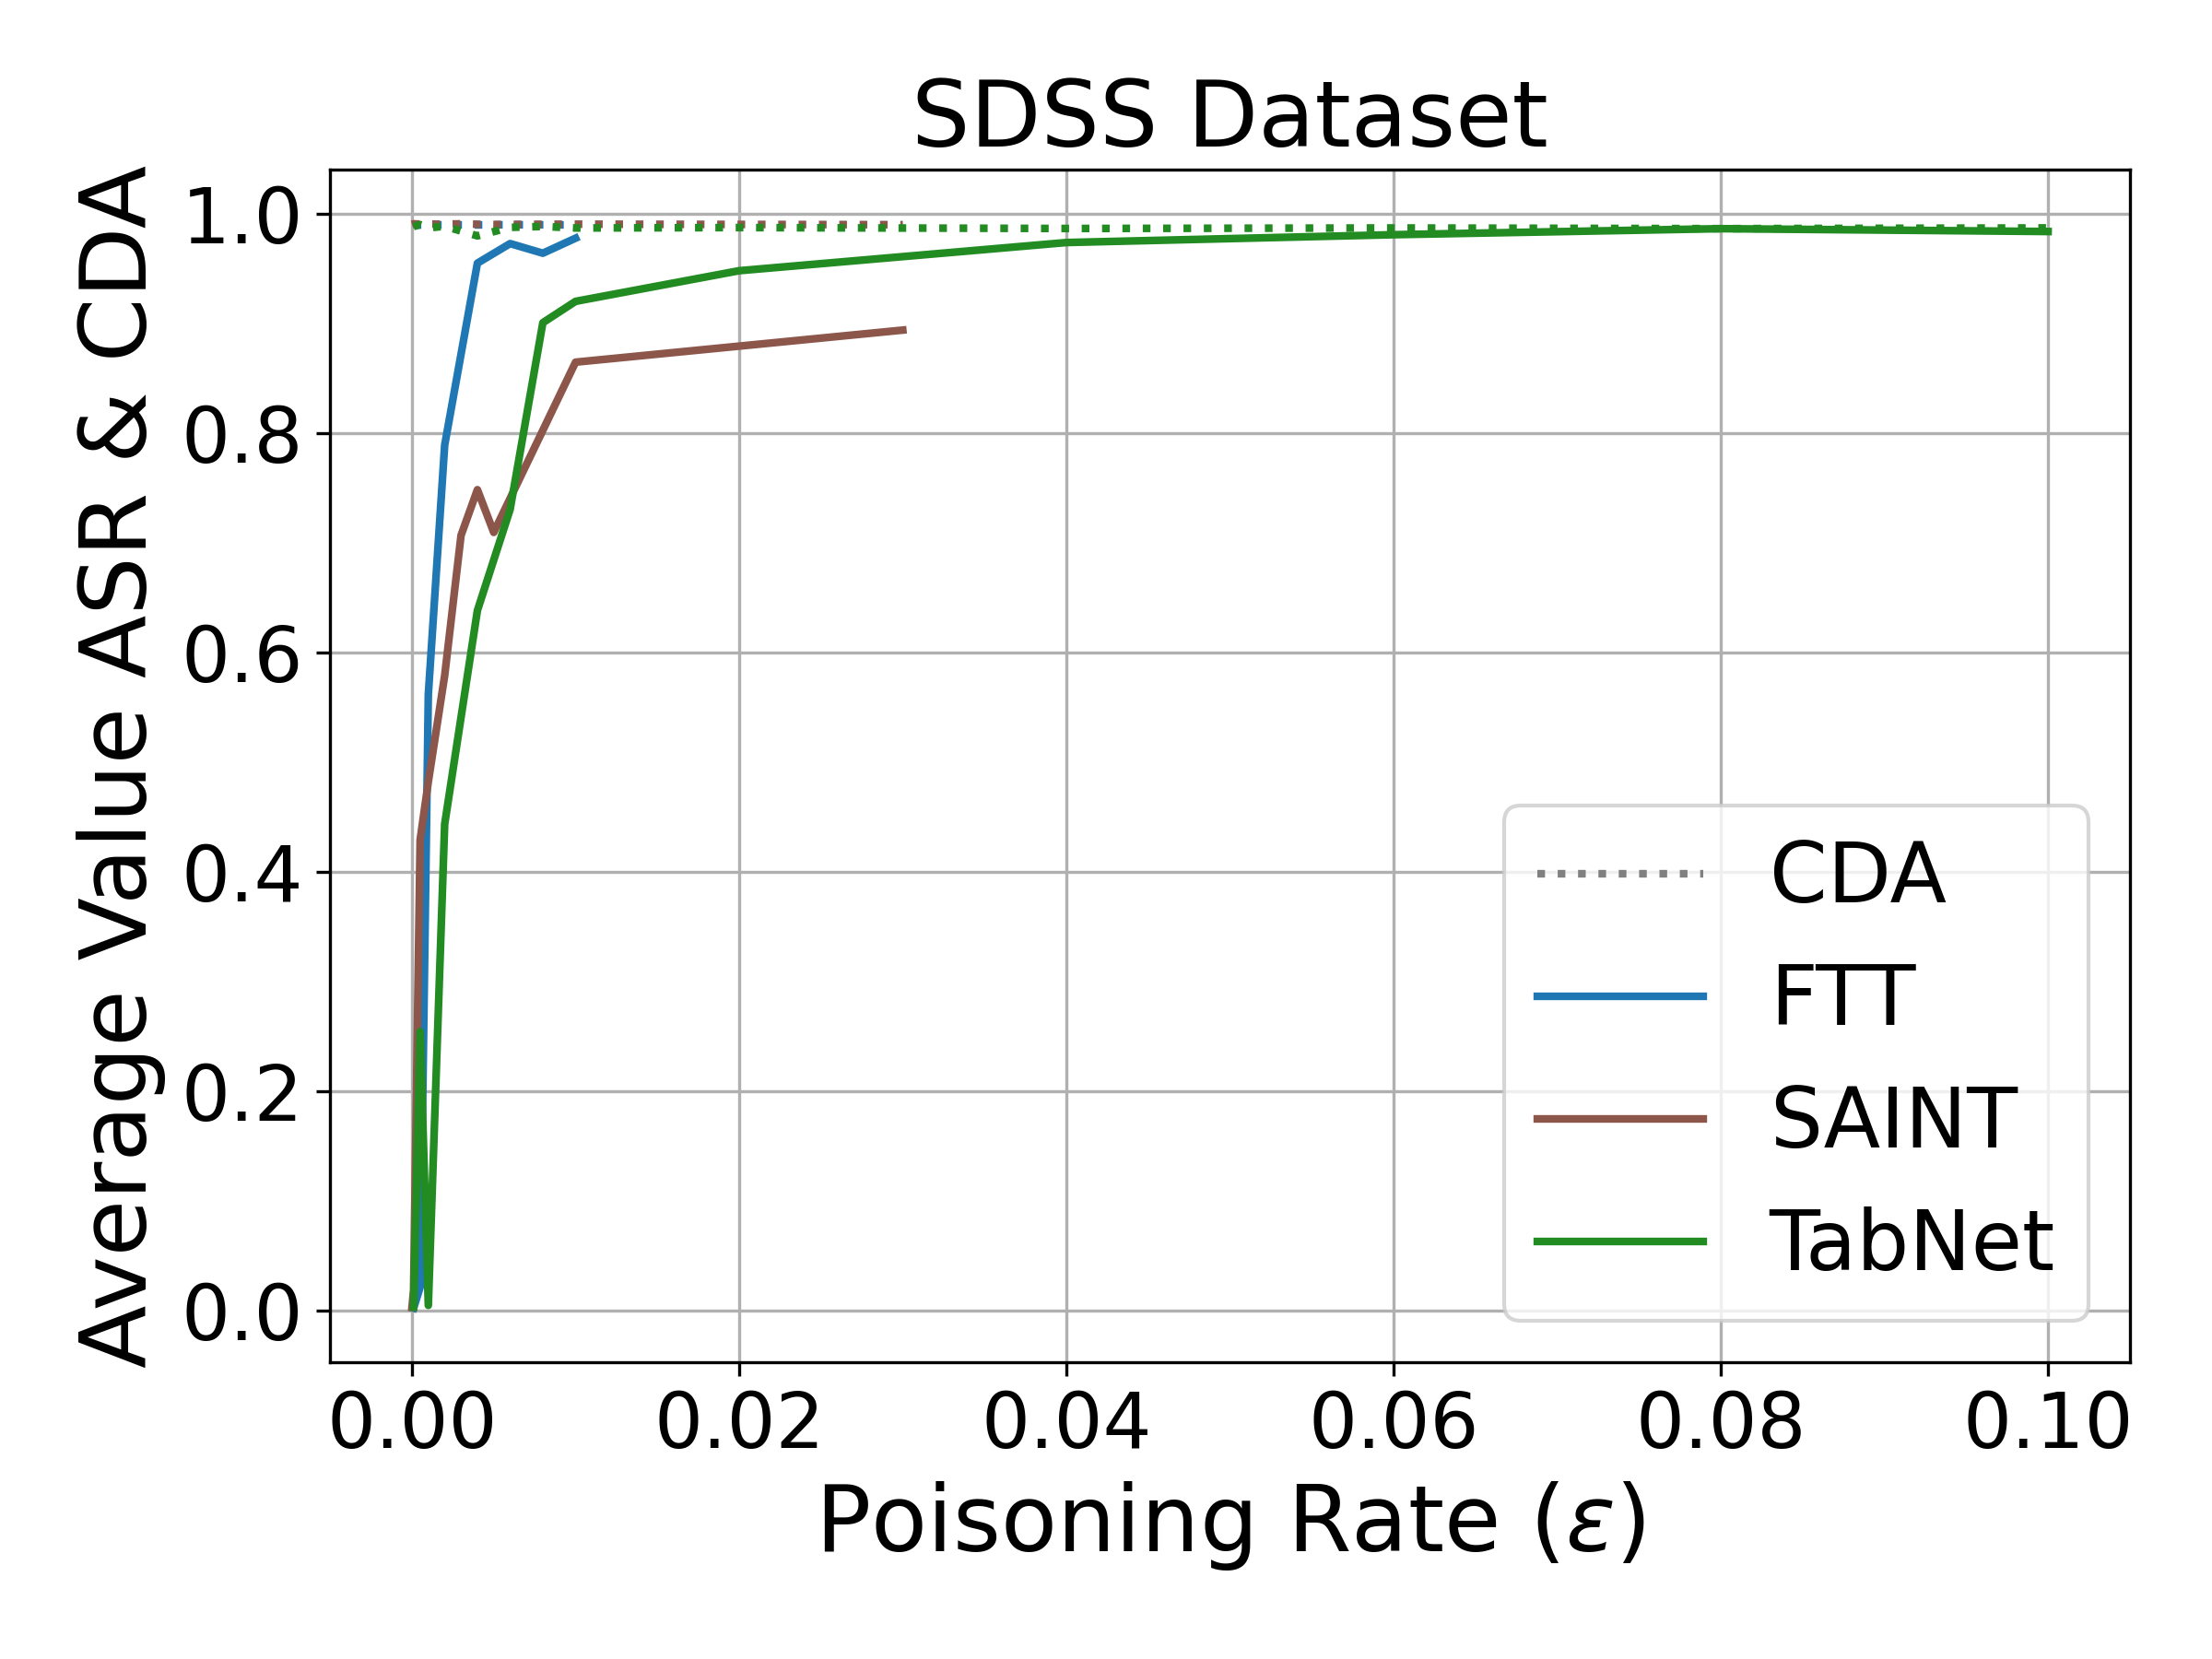 SDSS Dataset
Average Value ASR & CDA
1.0
0.8
0.6
0.4
0.2
0.0
CDA
FTT
SAINT
TabNet
0.00 0.02 0.04 0.06 0.08 0.10
Poisoning Rate (ε)